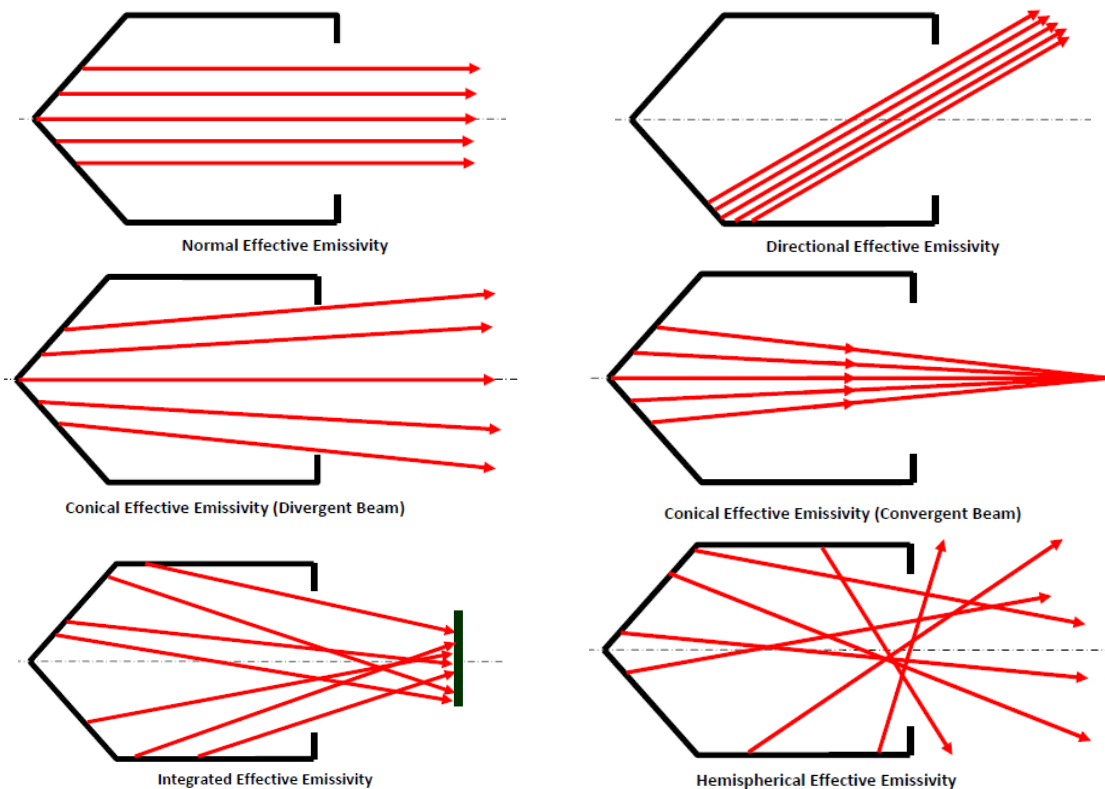 Normal Effective Emissivity
Directional Effective Emissivity
Conical Effective Emissivity (Divergent Beam)
Conical Effective Emissivity (Convergent Beam)
Integrated Effective Emissivity
Hemispherical Effective Emissivity